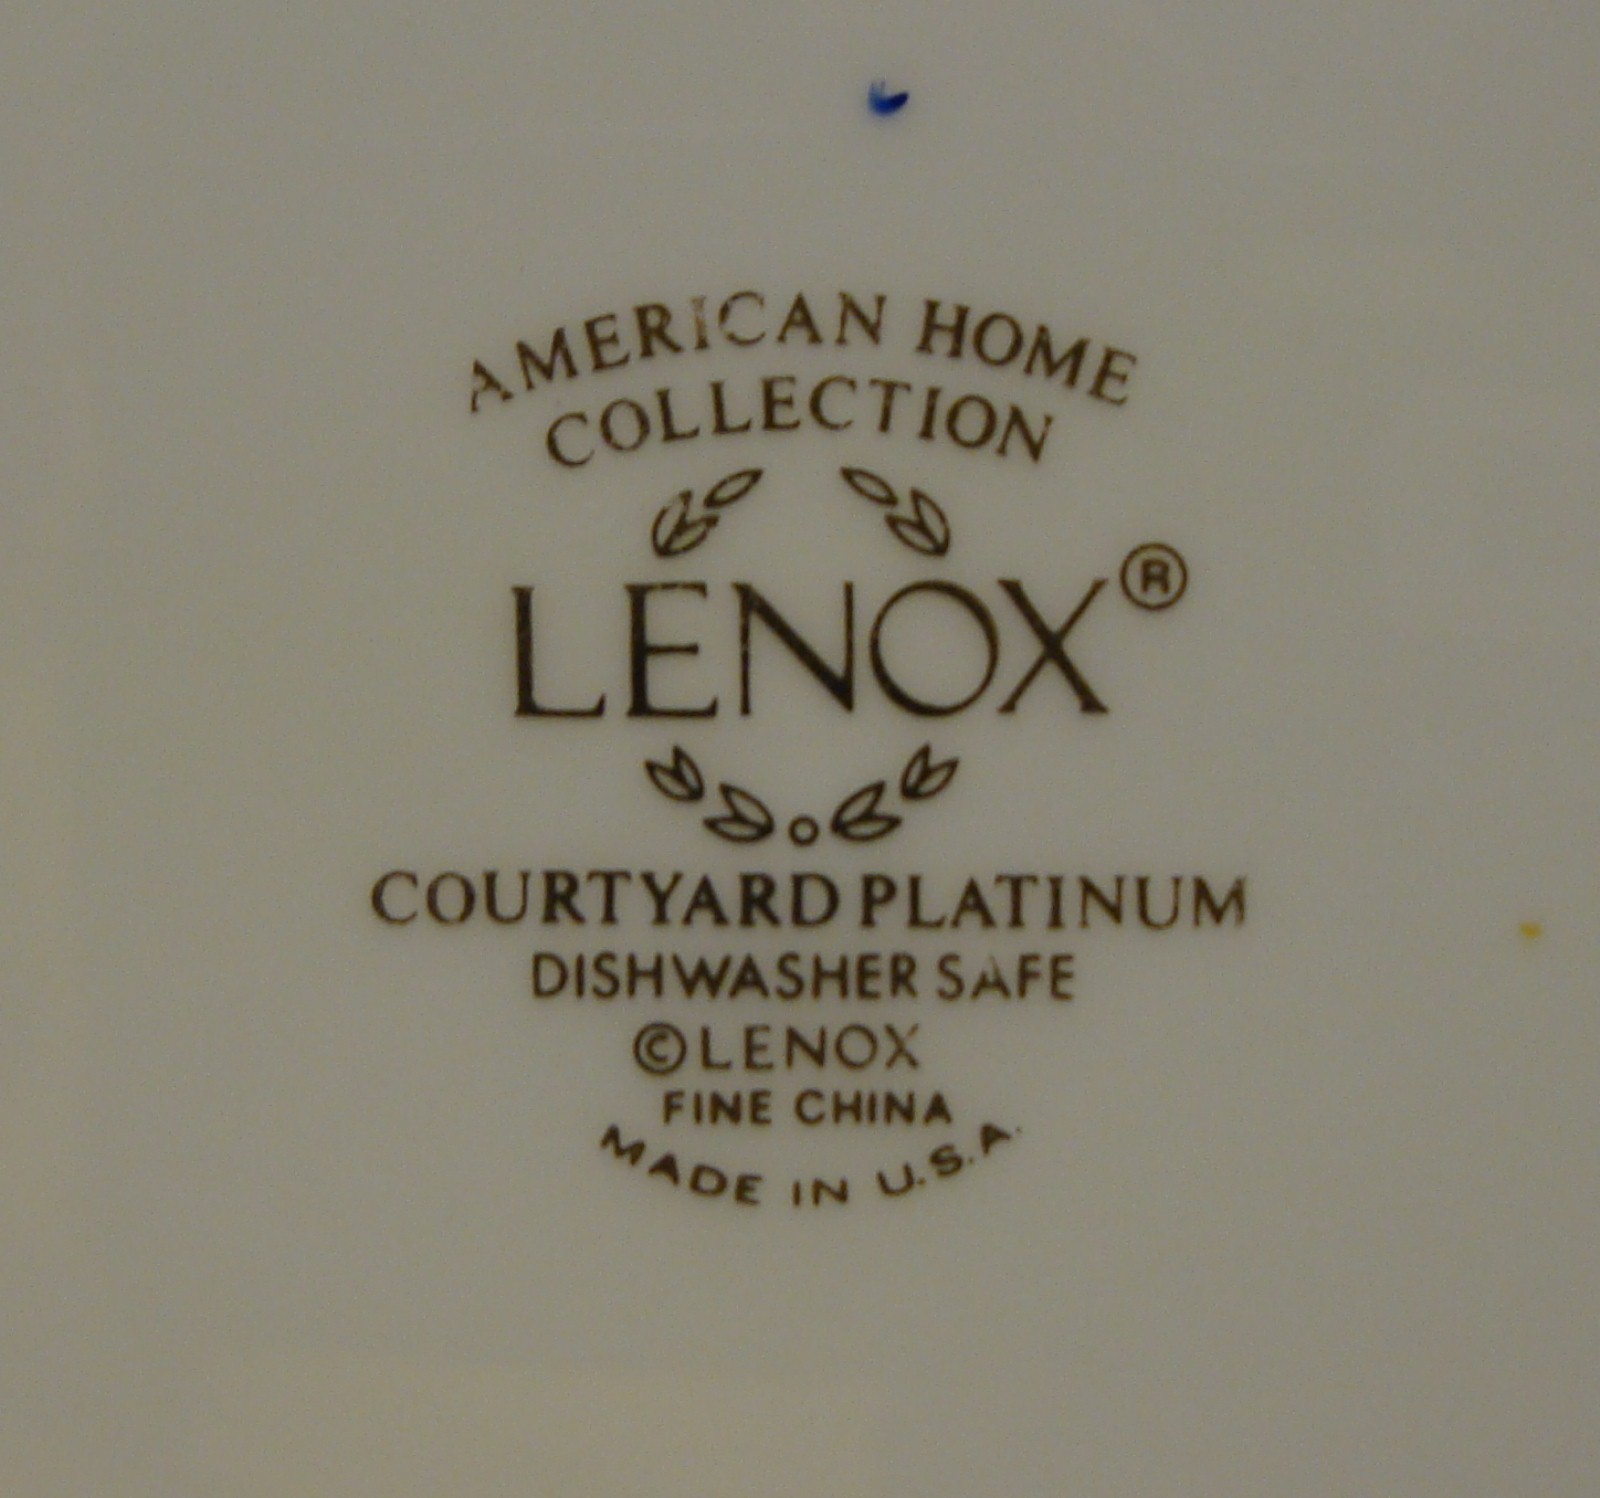 AMERICAN HOME
COLLECTION
LENOX®
COURTYARD PLATINUM
DISHWASHER SAFE
©LENOX
FINE CHINA
MADE IN U.S.A.